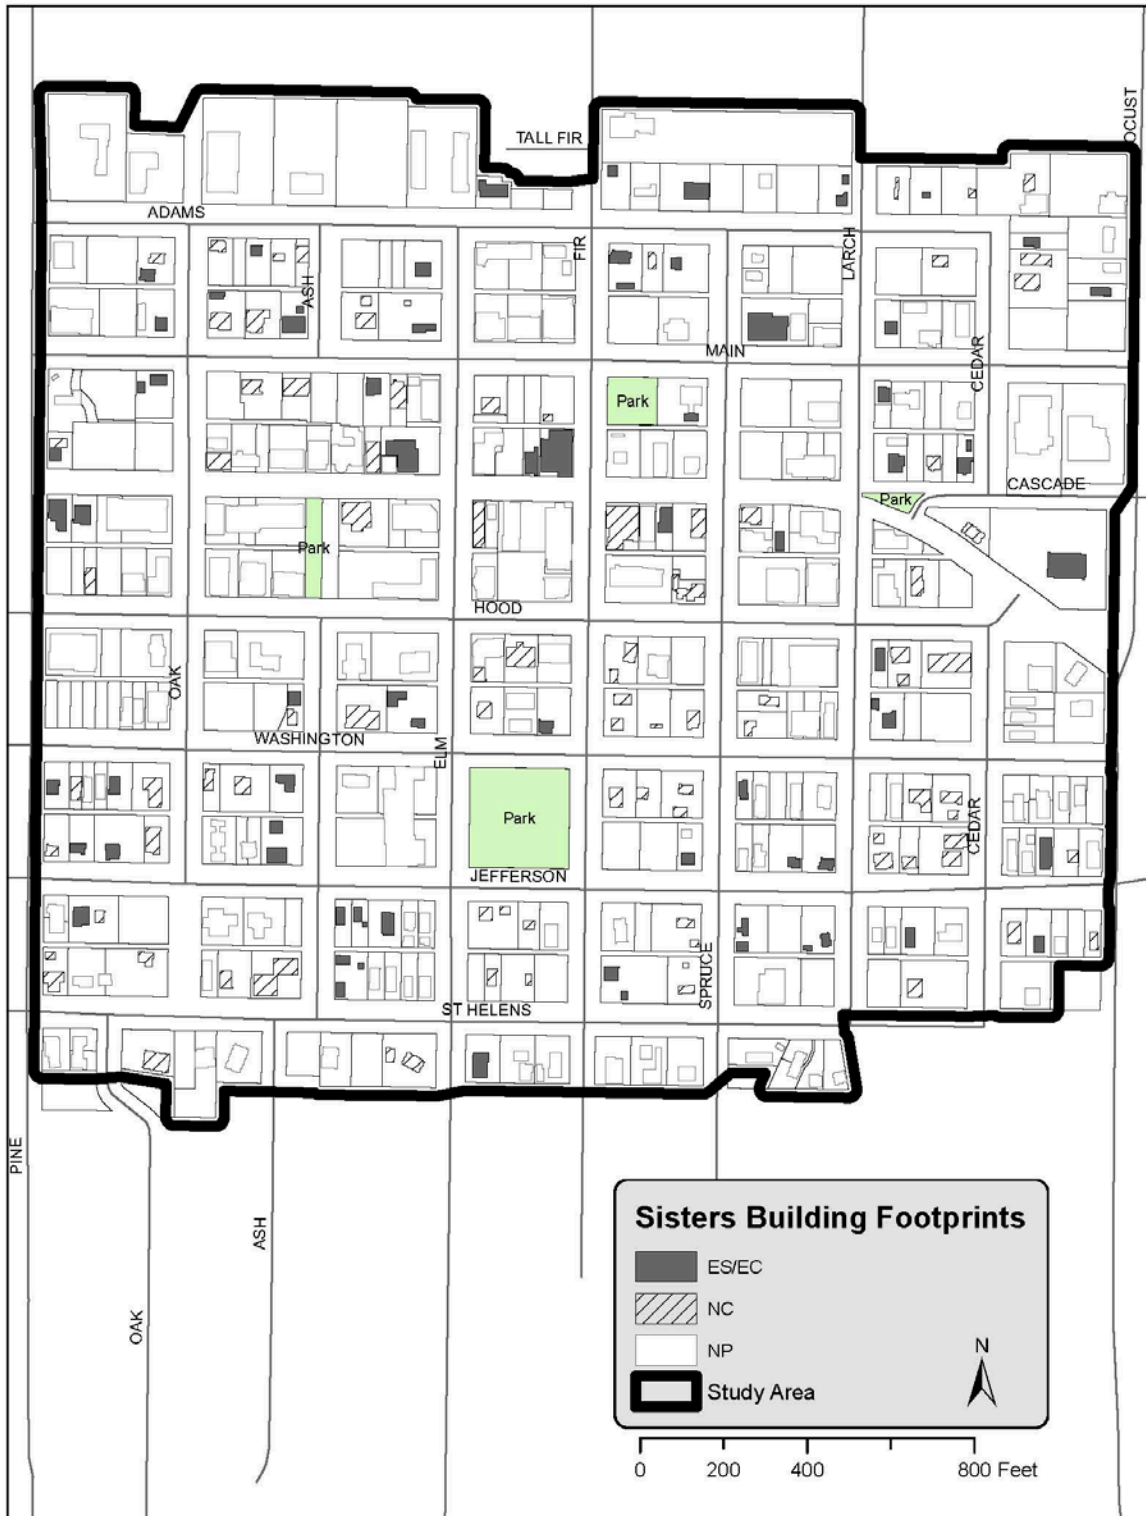 OCUST
TALL FIR
ADAMS
FIR
LARCH
ASH
MAIN
CEDAR
Park
CASCADE
Park
Park
HOOD
OAK
WASHINGTON
ELM
Park
CEDAR
JEFFERSON
SPRUCE
ST HELENS
PINE
ASH
OAK
Sisters Building Footprints
ES/EC
NC
NP
Study Area
N
0 200 400 800 Feet